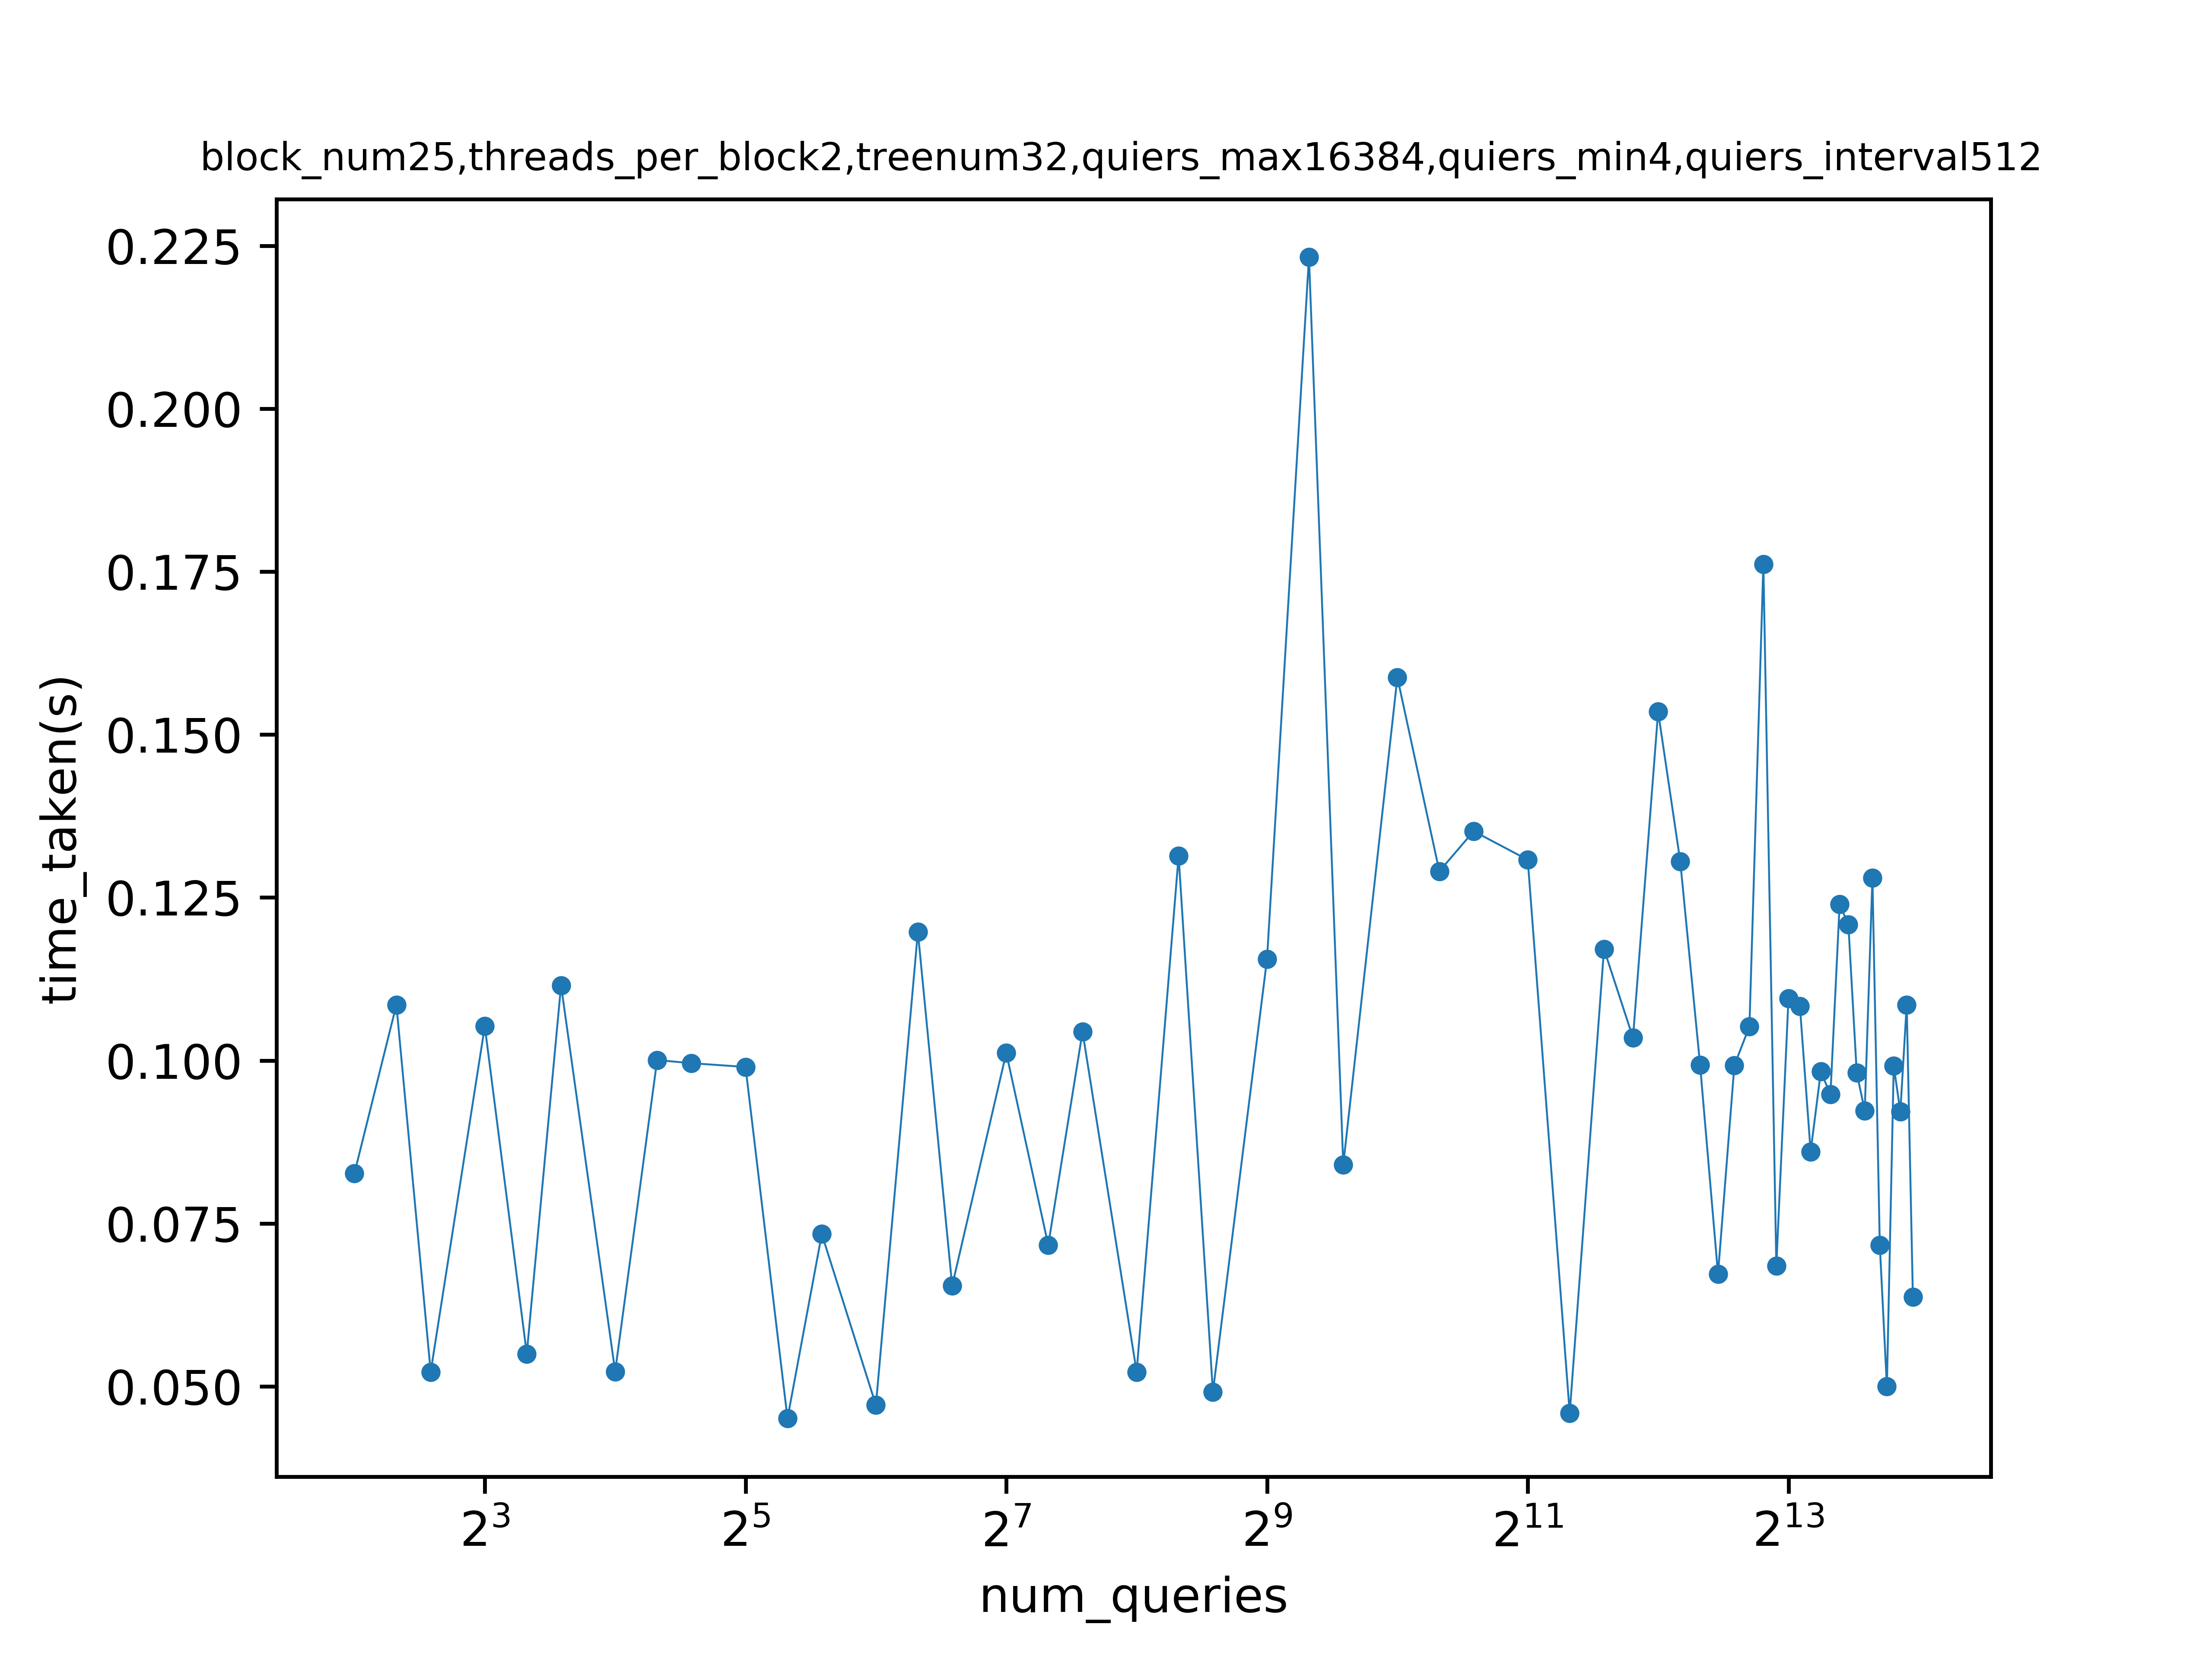 block_num25,threads_per_block2,treenum32,quiers_max16384,quiers_min4,quiers_interval512
0.225
0.200
0.175
0.150
0.125
0.100
0.075
0.050
time_taken(s)
2^3 2^5 2^7 2^9 2^11 2^13
num_queries